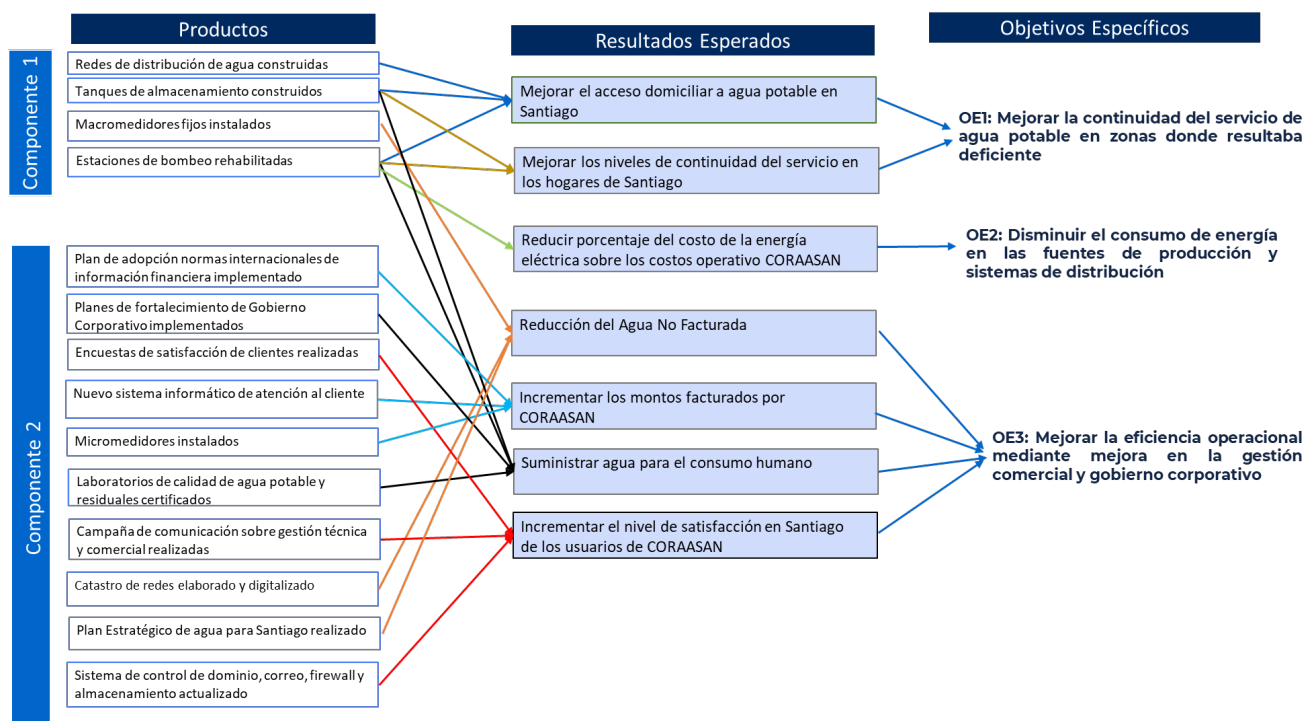 Productos
Resultados Esperados
Objetivos Específicos
Componente 1
Redes de distribución de agua construidas
Tanques de almacenamiento construidos
Macromedidores fijos instalados
Estaciones de bombeo rehabilitadas
Componente 2
Plan de adopción normas internacionales de
información financiera implementado
Planes de fortalecimiento de Gobierno
Corporativo implementados
Encuestas de satisfacción de clientes realizadas
Nuevo sistema informático de atención al cliente
Micromedidores instalados
Laboratorios de calidad de agua potable y
residuales certificados
Campaña de comunicación sobre gestión técnica
y comercial realizadas
Catastro de redes elaborado y digitalizado
Plan Estratégico de agua para Santiago realizado
Sistema de control de dominio, correo, firewall y
almacenamiento actualizado
Mejorar el acceso domiciliar a agua potable en
Santiago
Mejorar los niveles de continuidad del servicio en
los hogares de Santiago
Reducir porcentaje del costo de la energía
eléctrica sobre los costos operativo CORAASAN
Reducción del Agua No Facturada
Incrementar los montos facturados por
CORAASAN
Suministrar agua para el consumo humano
Incrementar el nivel de satisfacción en Santiago
de los usuarios de CORAASAN
OE1: Mejorar la continuidad del servicio de
agua potable en zonas donde resultaba
deficiente
OE2: Disminuir el consumo de energía
en las fuentes de producción y
sistemas de distribución
OE3: Mejorar la eficiencia operacional
mediante mejora en la gestión
comercial y gobierno corporativo